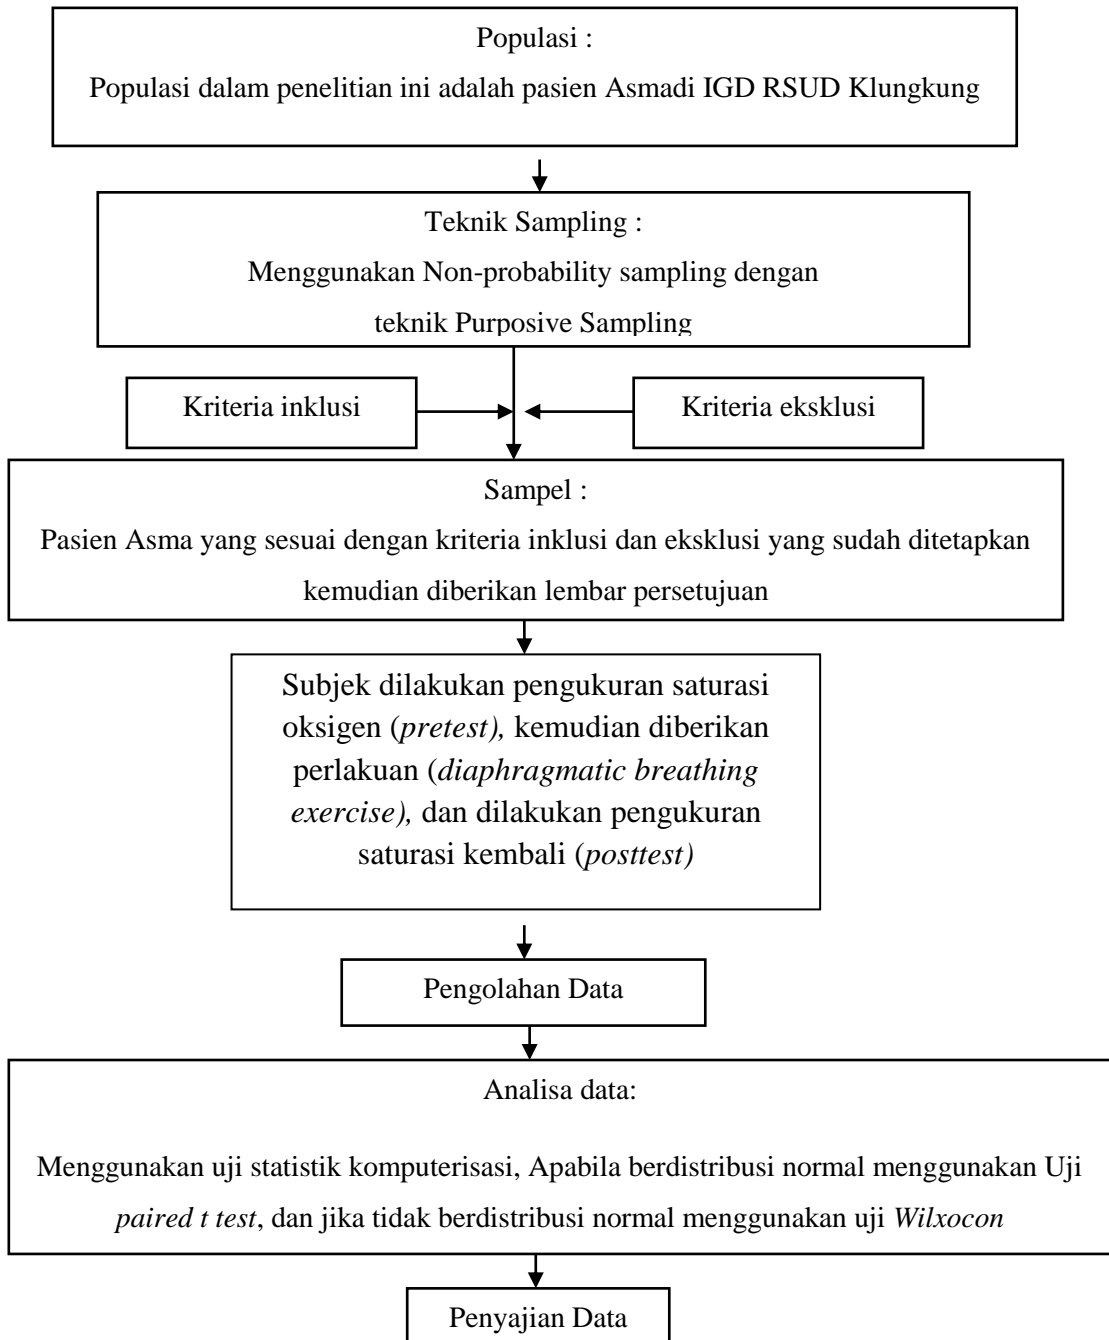 Populasi :
Populasi dalam penelitian ini adalah pasien Asmadi IGD RSUD Klungkung
Teknik Sampling :
Menggunakan Non-probability sampling dengan
teknik Purposive Sampling
Kriteria inklusi
Kriteria eksklusi
Sampel :
Pasien Asma yang sesuai dengan kriteria inklusi dan eksklusi yang sudah ditetapkan
kemudian diberikan lembar persetujuan
Subjek dilakukan pengukuran saturasi
oksigen (pretest), kemudian diberikan
perlakuan (diaphragmatic breathing
exercise), dan dilakukan pengukuran
saturasi kembali (posttest)
Pengolahan Data
Analisa data:
Menggunakan uji statistik komputerisasi, Apabila berdistribusi normal menggunakan Uji
paired t test, dan jika tidak berdistribusi normal menggunakan uji Wilxocon
Penyajian Data